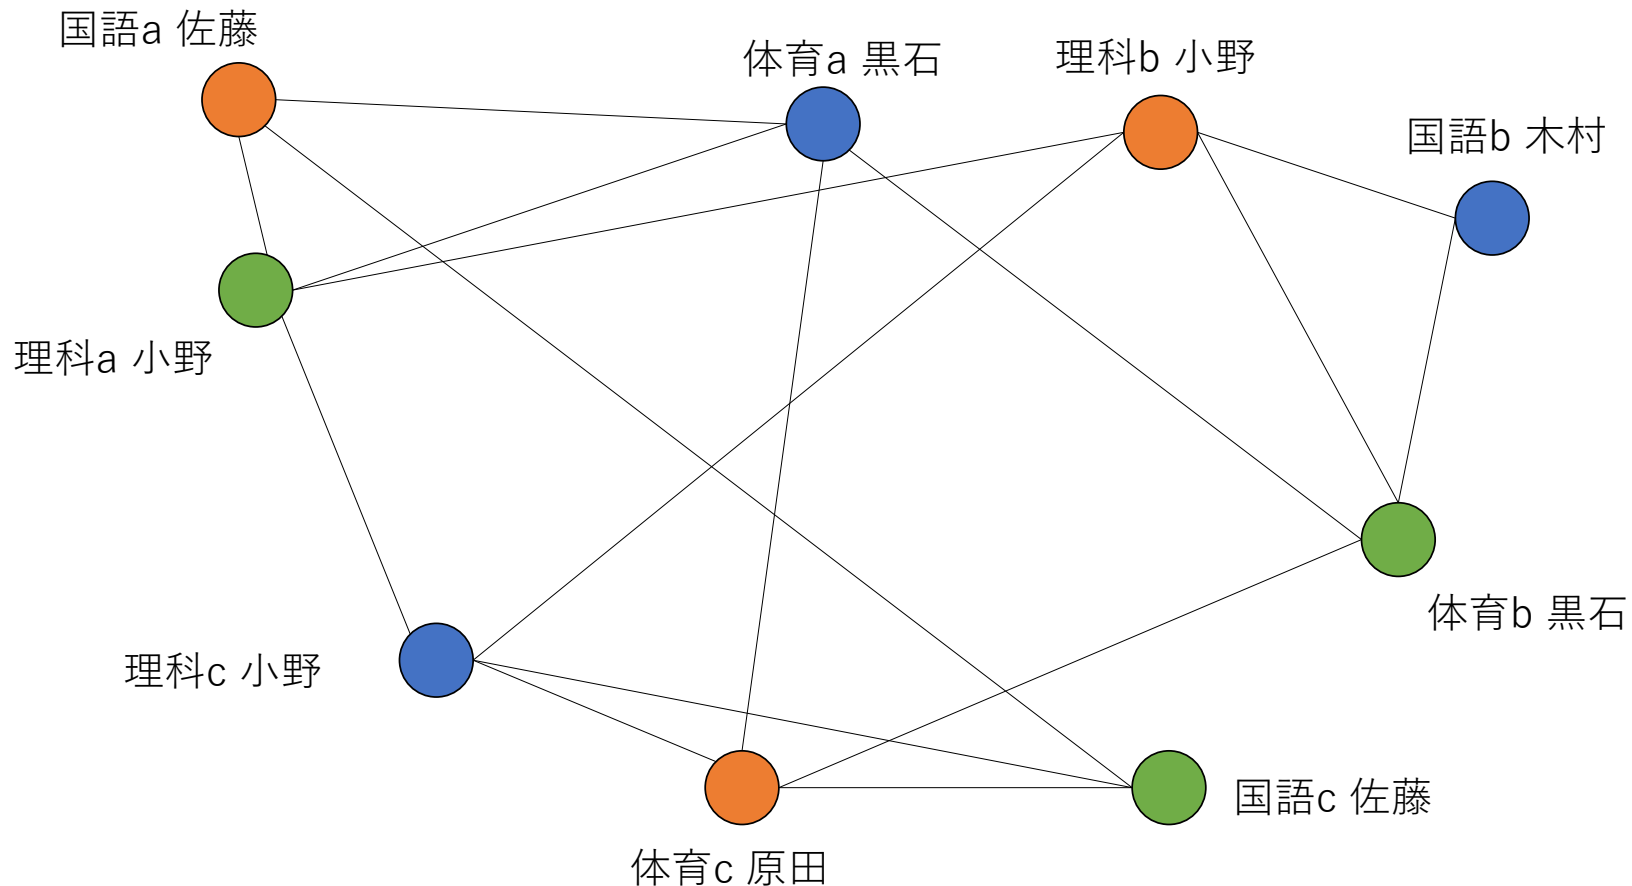 国語a 佐藤
体育a 黒石
理科b 小野
国語b 木村
理科a 小野
体育b 黒石
理科c 小野
国語c 佐藤
体育c 原田